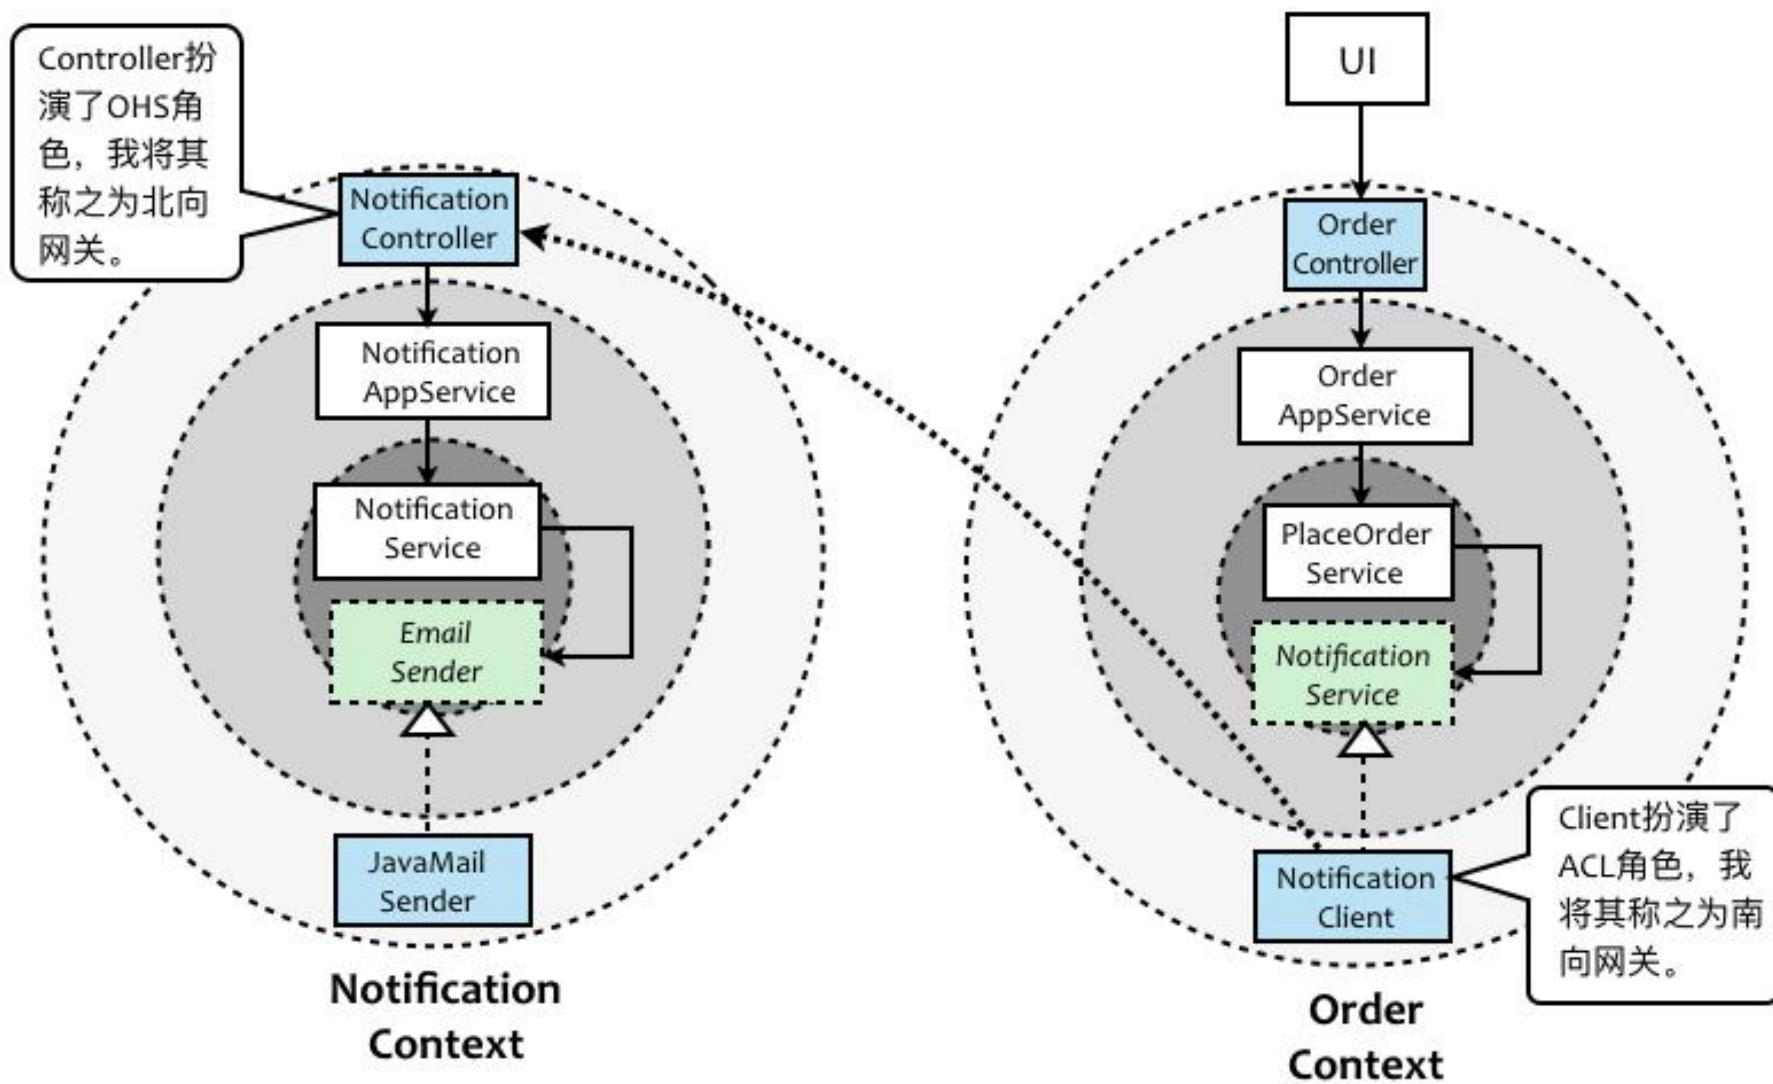 Controller扮
演了OHS角
色，我将其
称之为北向
网关。
Notification
Controller
Notification
AppService
Notification
Service
Email
Sender
JavaMail
Sender
Notification
Context
UI
Order
Controller
Order
AppService
PlaceOrder
Service
Notification
Service
Notification
Client
Client扮演了
ACL角色，我
将其称之为南
向网关。
Order
Context